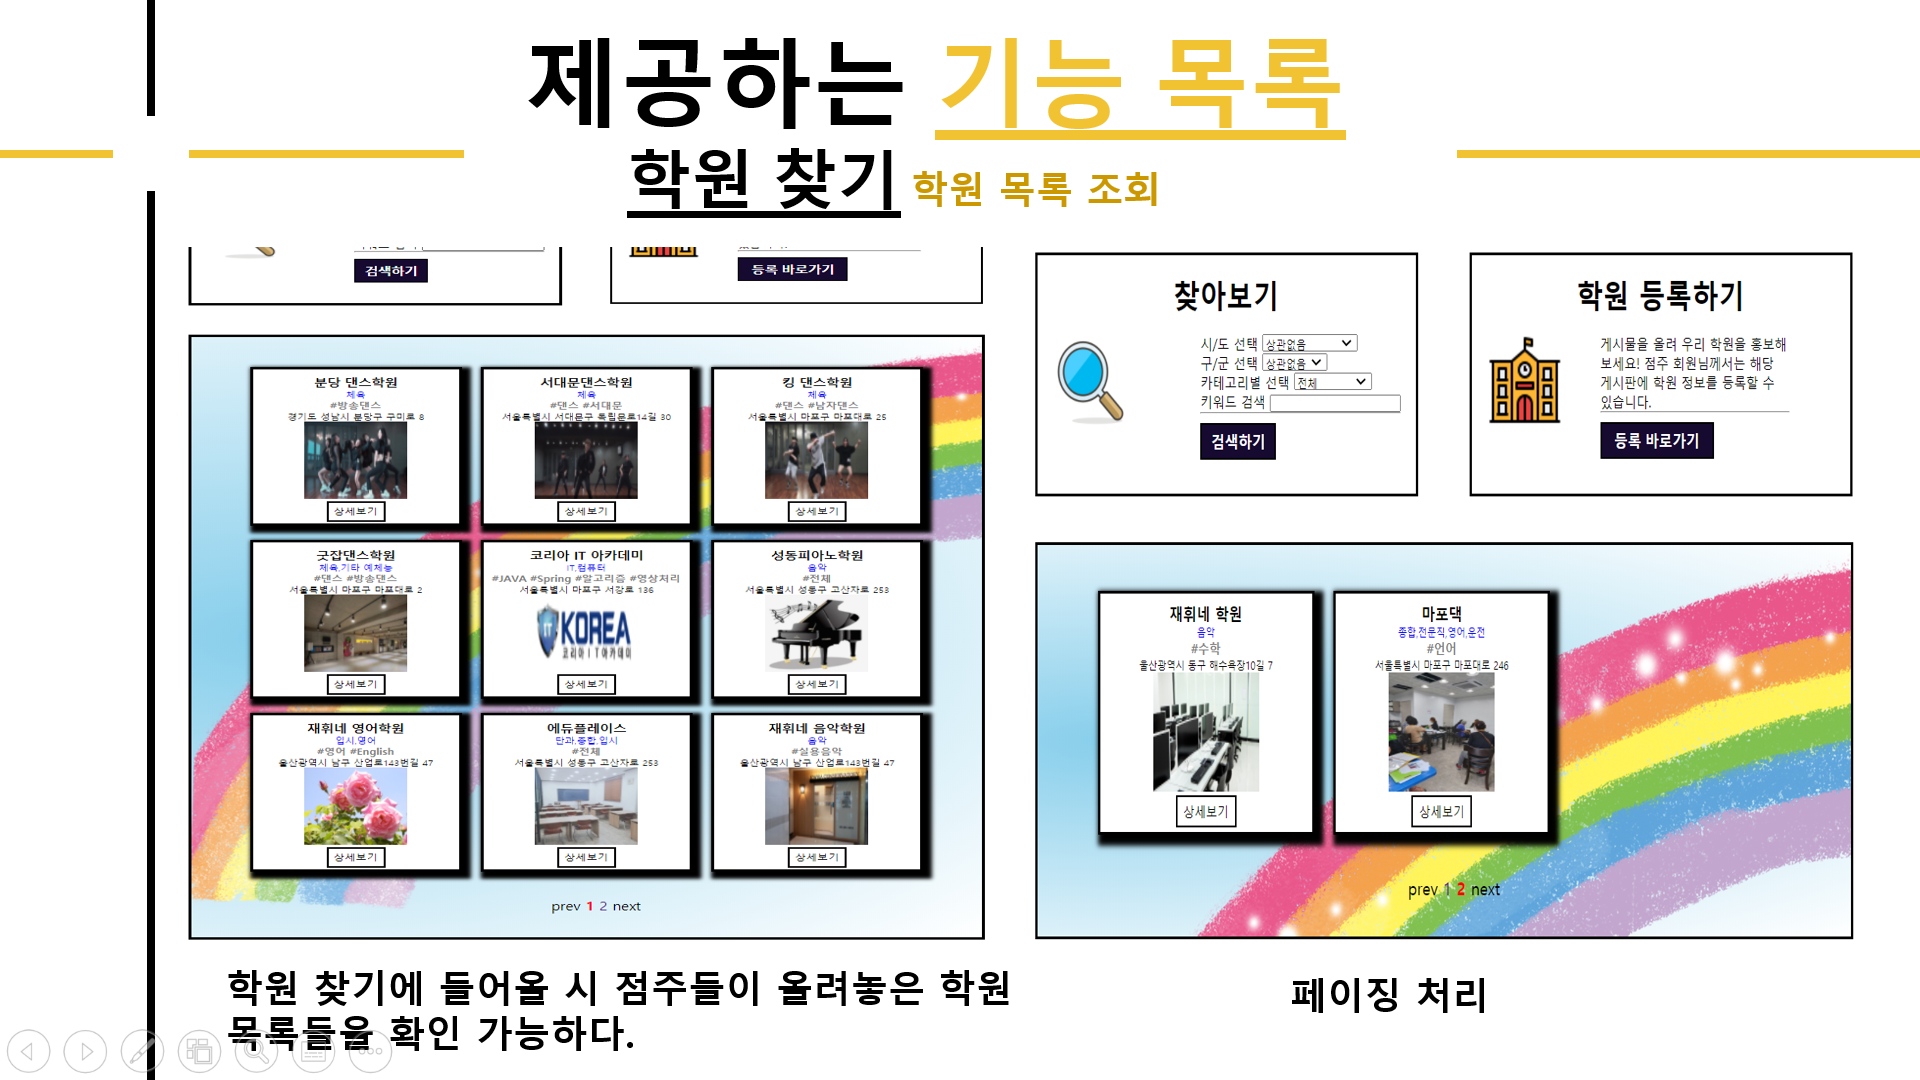 제공하는 기능 목록
학원 찾기 학원 목록 조회
검색하기
등록 바로가기
분당 댄스학원
체육
#방송댄스
경기도 성남시 분당구 구미로 8
상세보기
서대문댄스학원
체육
#댄스 #서대문
서울특별시 서대문구 독립문로14길 30
상세보기
킹 댄스학원
체육
#댄스 #남자댄스
서울특별시 마포구 마포대로 25
상세보기
굿잡댄스학원
체육,기타 예체능
#댄스 #방송댄스
서울특별시 마포구 마포대로 2
상세보기
코리아 IT 아카데미
IT,컴퓨터
#JAVA #Spring #알고리즘 #영상처리
서울특별시 마포구 서강로 136
IT KOREA
코리아IT아카데미
상세보기
성동피아노학원
음악
#전체
서울특별시 성동구 고산자로 253
상세보기
재휘네 영어학원
입시,영어
#영어 #English
울산광역시 남구 산업로143번길 47
상세보기
에듀플레이스
단과,종합,입시
#전체
서울특별시 성동구 고산자로 253
상세보기
재휘네 음악학원
음악
#실용음악
울산광역시 남구 산업로143번길 47
상세보기
prev 1 2 next
찾아보기
시/도 선택 상관없음
구/군 선택 상관없음
카테고리별 선택 전체
키워드 검색
검색하기
학원 등록하기
게시물을 올려 우리 학원을 홍보해
보세요! 점주 회원님께서는 해당
게시판에 학원 정보를 등록할 수
있습니다.
등록 바로가기
재휘네 학원
음악
#수학
울산광역시 동구 해수욕장10길 7
상세보기
마포댁
종합,전문직,영어,운전
#언어
서울특별시 마포구 마포대로 246
상세보기
prev 1 2 next
학원 찾기에 들어올 시 점주들이 올려놓은 학원
목록들을 확인 가능하다.
페이징 처리